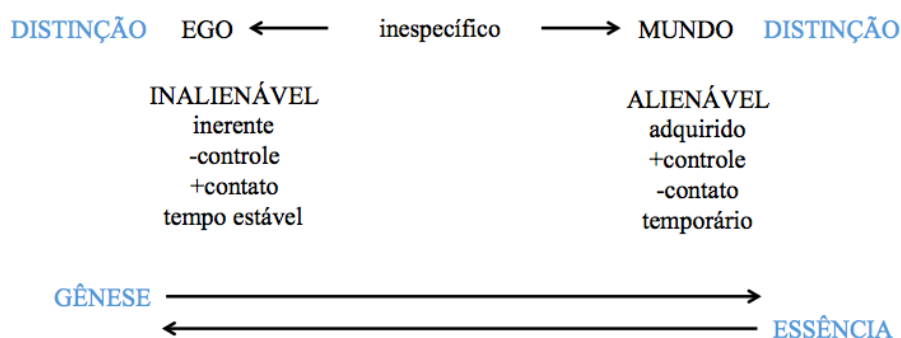 DISTINÇÃO EGO inespecífico MUNDO DISTINÇÃO
INALIENÁVEL
inerente
-controle
+contato
tempo estável
ALIENÁVEL
adquirido
+controle
-contato
temporário
GÊNESE
ESSÊNCIA